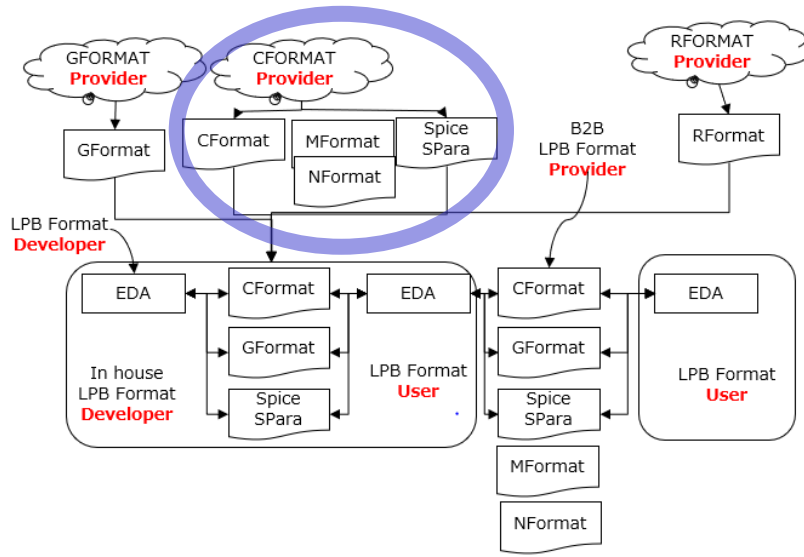 GFORMAT
Provider
CFORMAT
Provider
RFORMAT
Provider
GFormat
CFormat
MFormat
NFormat
Spice
SPara
B2B
LPB Format
Provider
RFormat
LPB Format
Developer
EDA
CFormat
EDA
CFormat
EDA
GFormat
GFormat
In house
LPB Format
Developer
LPB Format
User
LPB Format
User
Spice
SPara
Spice
SPara
MFormat
NFormat